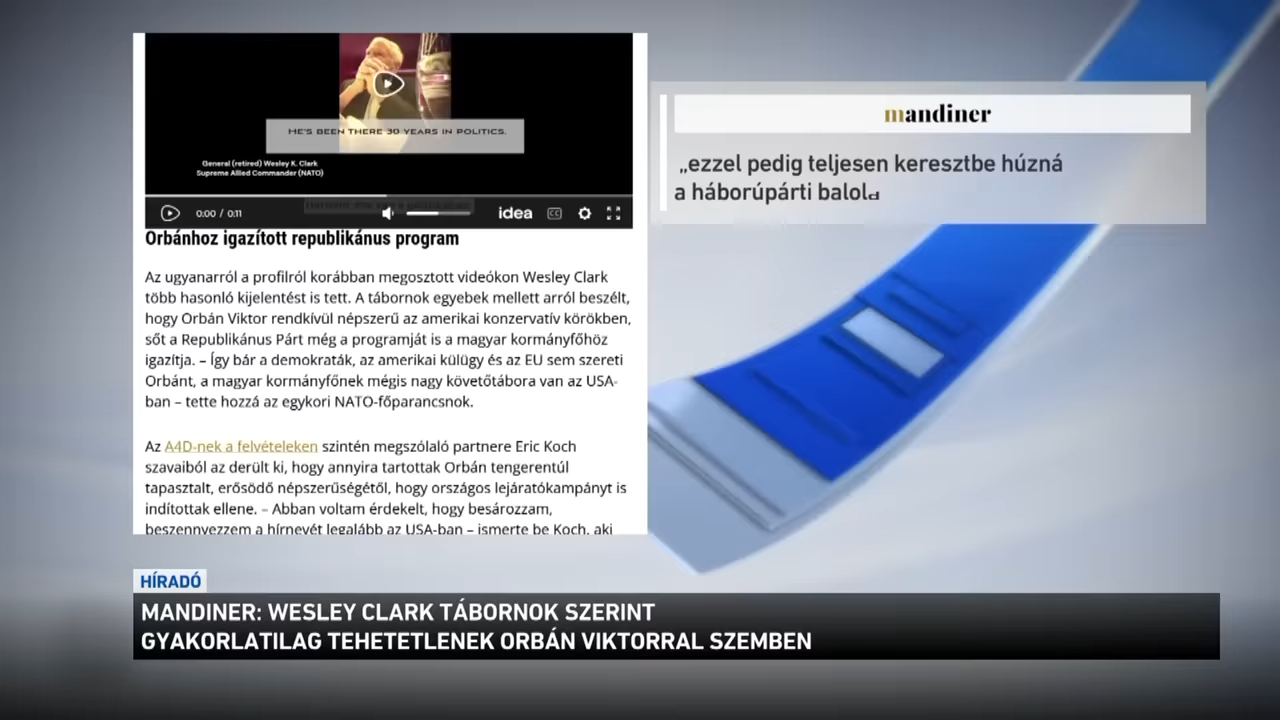 HE'S BEEN THERE 30 YEARS IN POLITICS.
General (retired) Wesley K. Clark
Supreme Allied Commander (NATO)
0:00 / 0:11
idea
CC
Orbánhoz igazított republikánus program
Az ugyanarról a profilról korábban megosztott videókon Wesley Clark
több hasonló kijelentést is tett. A tábornok egyebek mellett arról beszélt,
hogy Orbán Viktor rendkívül népszerű az amerikai konzervatív körökben,
sőt a Republikánus Párt még a programját is a magyar kormányfőhöz
igazítja. – Így bár a demokraták, az amerikai külügy és az EU sem szereti
Orbánt, a magyar kormányfőnek mégis nagy követőtábora van az USA-
ban – tette hozzá az egykori NATO-főparancsnok.
Az A4D-nek a felvételeken szintén megszólaló partnere Eric Koch
szavaiból az derült ki, hogy annyira tartottak Orbán tengerentúl
tapasztalt, erősödő népszerűségétől, hogy országos lejáratókampányt is
indítottak ellene. – Abban voltam érdekelt, hogy besározzam,
beszennyezzem a hírnevét legalább az USA-ban – ismerte be Koch, aki
mandiner
„ezzel pedig teljesen keresztbe húzná
a háborúpárti balol
HÍRADÓ
MANDINER: WESLEY CLARK TÁBORNOK SZERINT
GYAKORLATILAG TEHETETLENEK ORBÁN VIKTORRAL SZEMBEN